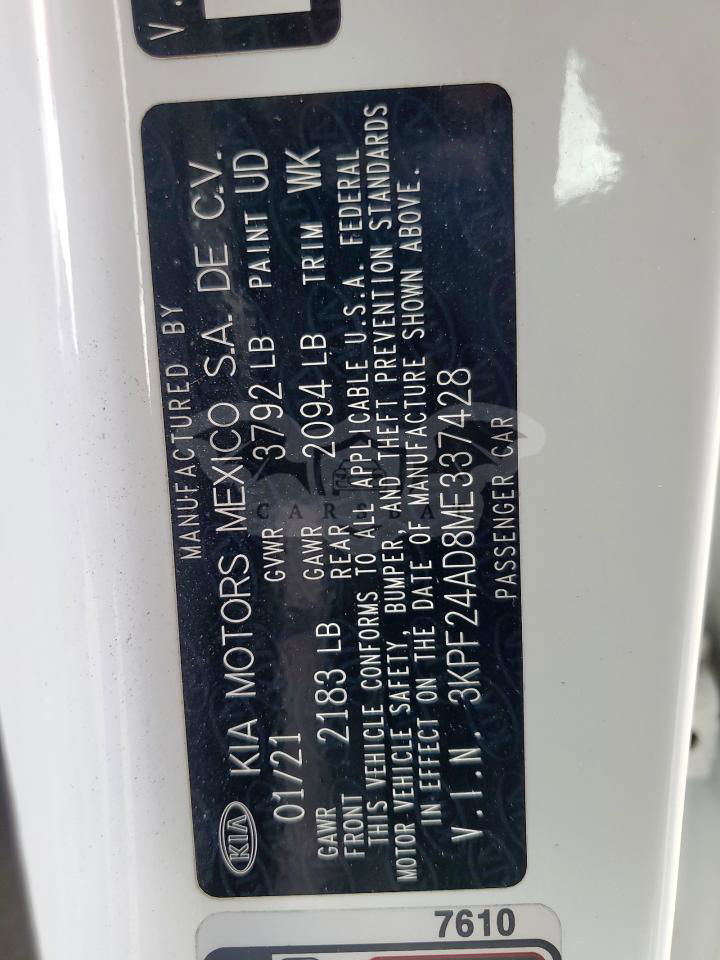 V.
MANUFACTURED BY
KIA KIA MOTORS MEXICO S.A. DE C.V.
01/21 GVWR 3792 LB PAINT UD
GAWR FRONT 2183 LB GAWR REAR 2094 LB TRIM WK
THIS VEHICLE CONFORMS TO ALL APPLICABLE U.S.A. FEDERAL
MOTOR VEHICLE SAFETY, BUMPER, AND THEFT PREVENTION STANDARDS
IN EFFECT ON THE DATE OF MANUFACTURE SHOWN ABOVE.
V.I.N. 3KPF24AD8ME337428
PASSENGER CAR
7610